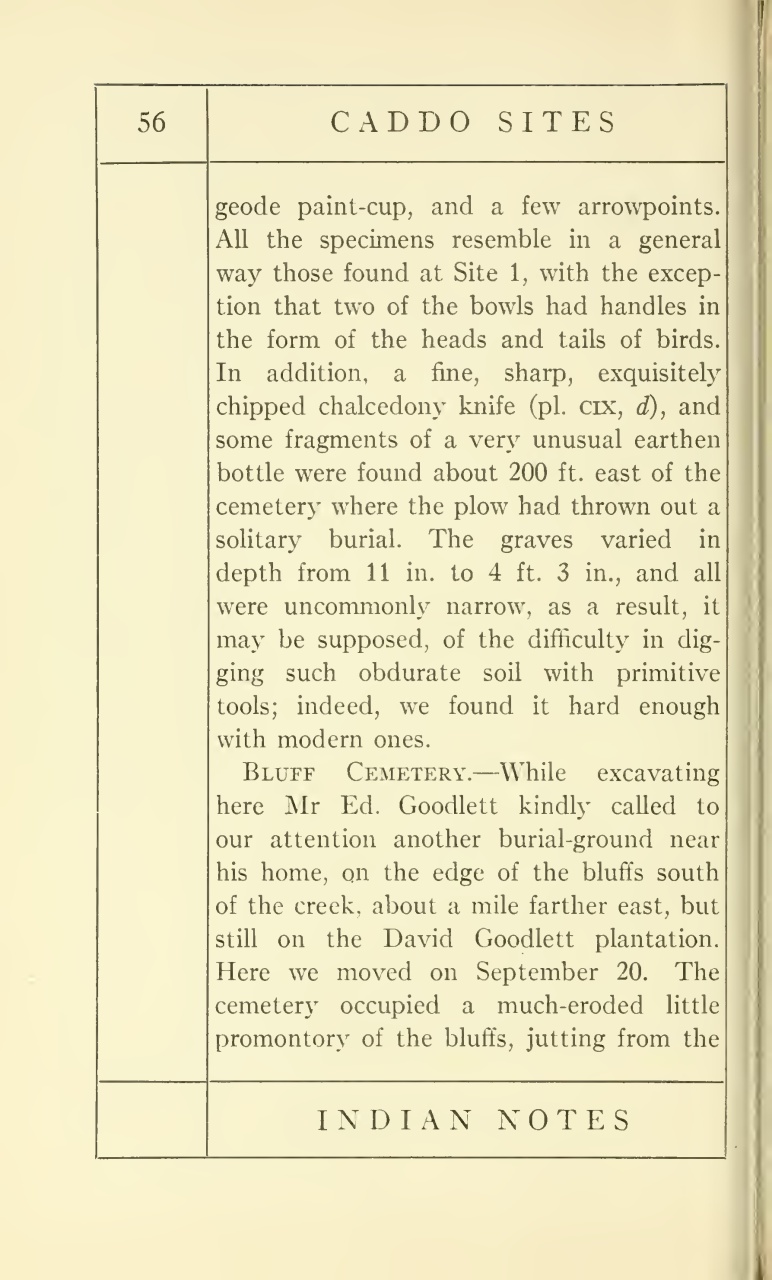 56
CADDO SITES
geode paint-cup, and a few arrowpoints.
All the specimens resemble in a general
way those found at Site 1, with the excep-
tion that two of the bowls had handles in
the form of the heads and tails of birds.
In addition, a fine, sharp, exquisitely
chipped chalcedony knife (pl. CIX, d), and
some fragments of a very unusual earthen
bottle were found about 200 ft. east of the
cemetery where the plow had thrown out a
solitary burial. The graves varied in
depth from 11 in. to 4 ft. 3 in., and all
were uncommonly narrow, as a result, it
may be supposed, of the difficulty in dig-
ging such obdurate soil with primitive
tools; indeed, we found it hard enough
with modern ones.
BLUFF CEMETERY.—While excavating
here Mr Ed. Goodlett kindly called to
our attention another burial-ground near
his home, on the edge of the bluffs south
of the creek, about a mile farther east, but
still on the David Goodlett plantation.
Here we moved on September 20. The
cemetery occupied a much-eroded little
promontory of the bluffs, jutting from the
INDIAN NOTES